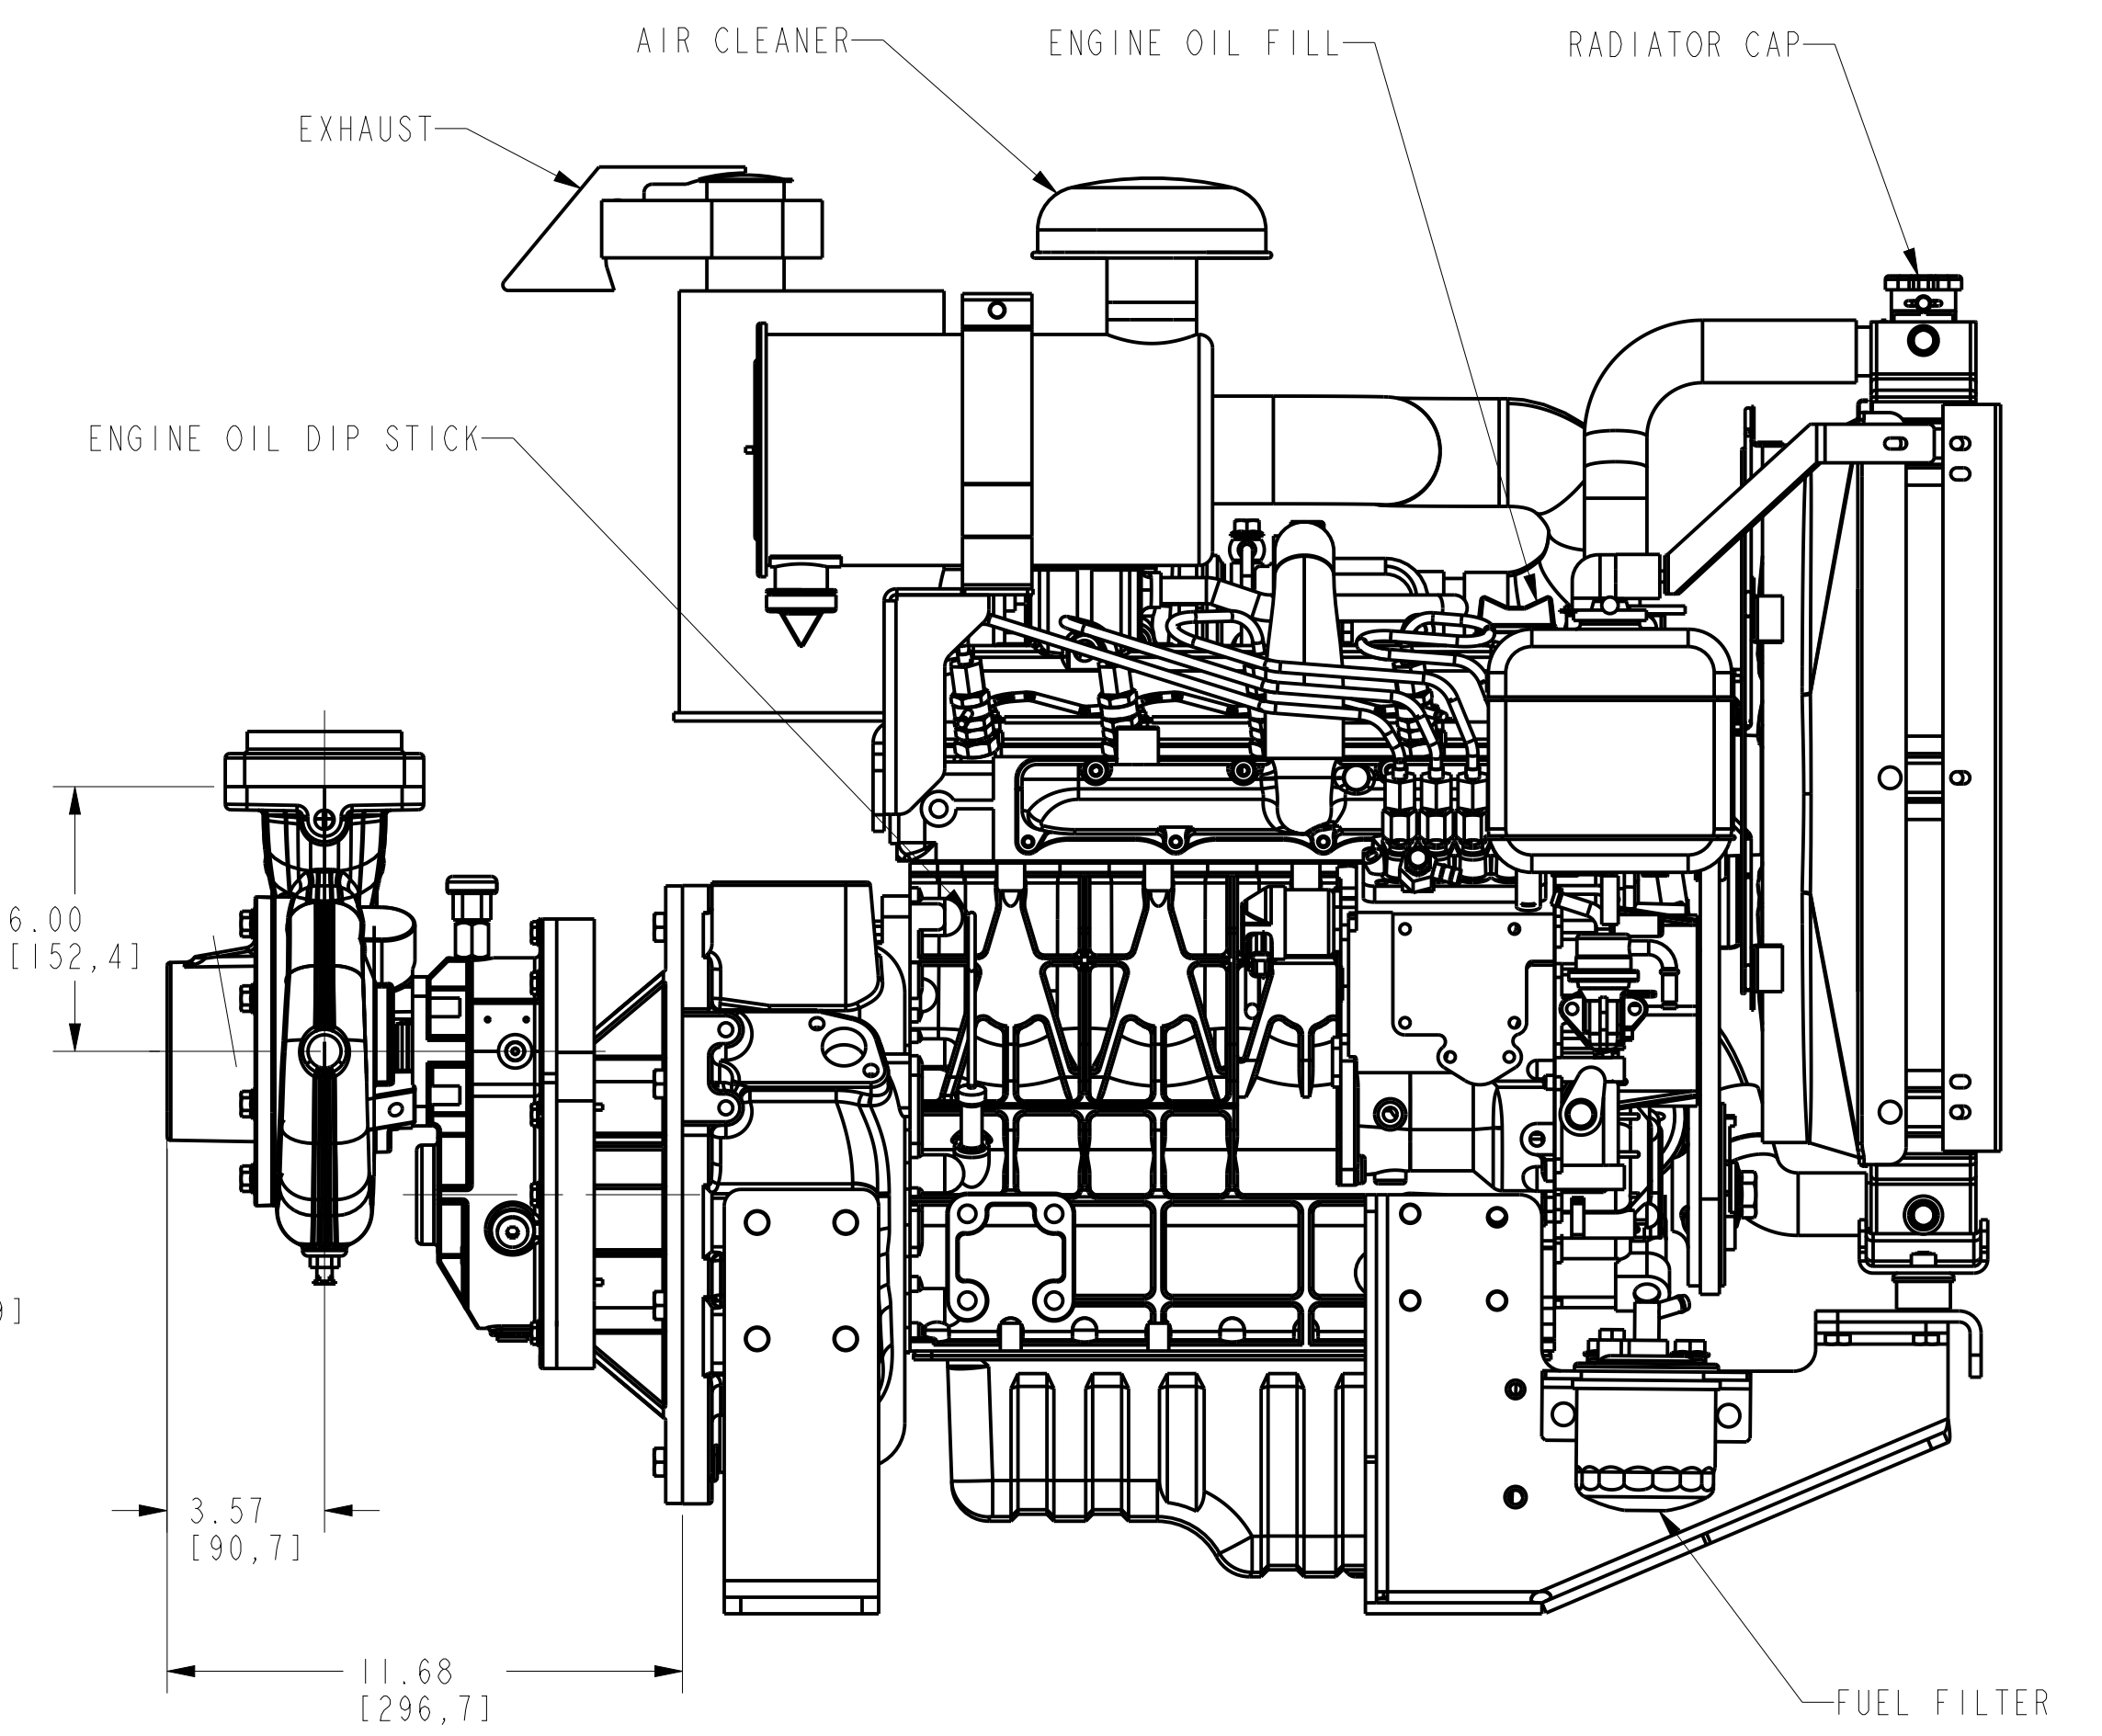 AIR CLEANER
ENGINE OIL FILL
RADIATOR CAP
EXHAUST
ENGINE OIL DIP STICK
6.00
[152,4]
9]
3.57
[90,7]
11.68
[296,7]
FUEL FILTER